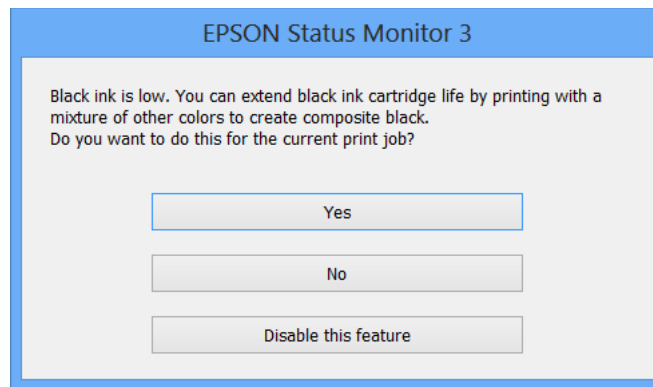 EPSON Status Monitor 3
Black ink is low. You can extend black ink cartridge life by printing with a
mixture of other colors to create composite black.
Do you want to do this for the current print job?
Yes
No
Disable this feature